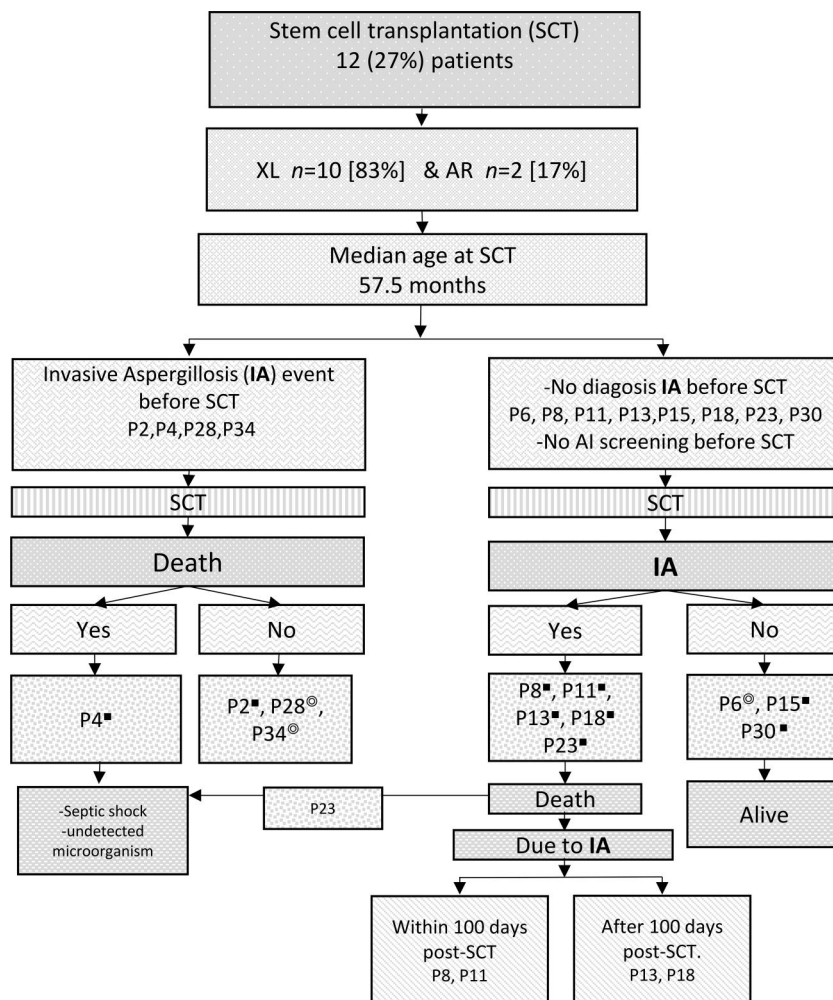 Stem cell transplantation (SCT)
12 (27%) patients
XL n=10 [83%] & AR n=2 [17%]
Median age at SCT
57.5 months
Invasive Aspergillosis (IA) event
before SCT
P2,P4,P28,P34
-No diagosis IA before SCT
P6, P8, P11, P13,P15, P18, P23, P30
-No AI screening before SCT
SCT
SCT
Death
IA
Yes
No
Yes
No
P4■
P2■, P28◎,
P34◎
P8■, P11■,
P13■, P18■
P23■
P6◎, P15■
P30■
-Septic shock
-undetected
microorganism
P23
Death
Alive
Due to IA
Within 100 days
post-SCT
P8, P11
After 100 days
post-SCT.
P13, P18